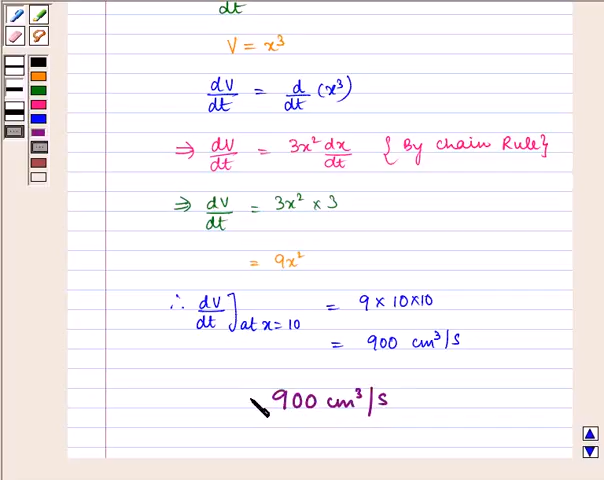 dt
V = x³
dV/dt = d/dt (x³)
⇒ dV/dt = 3x² dx/dt {By Chain Rule}
⇒ dV/dt = 3x² × 3
= 9x²
∴ dV/dt] at x = 10 = 9 × 10 × 10
= 900 cm³/s
900 cm³/s